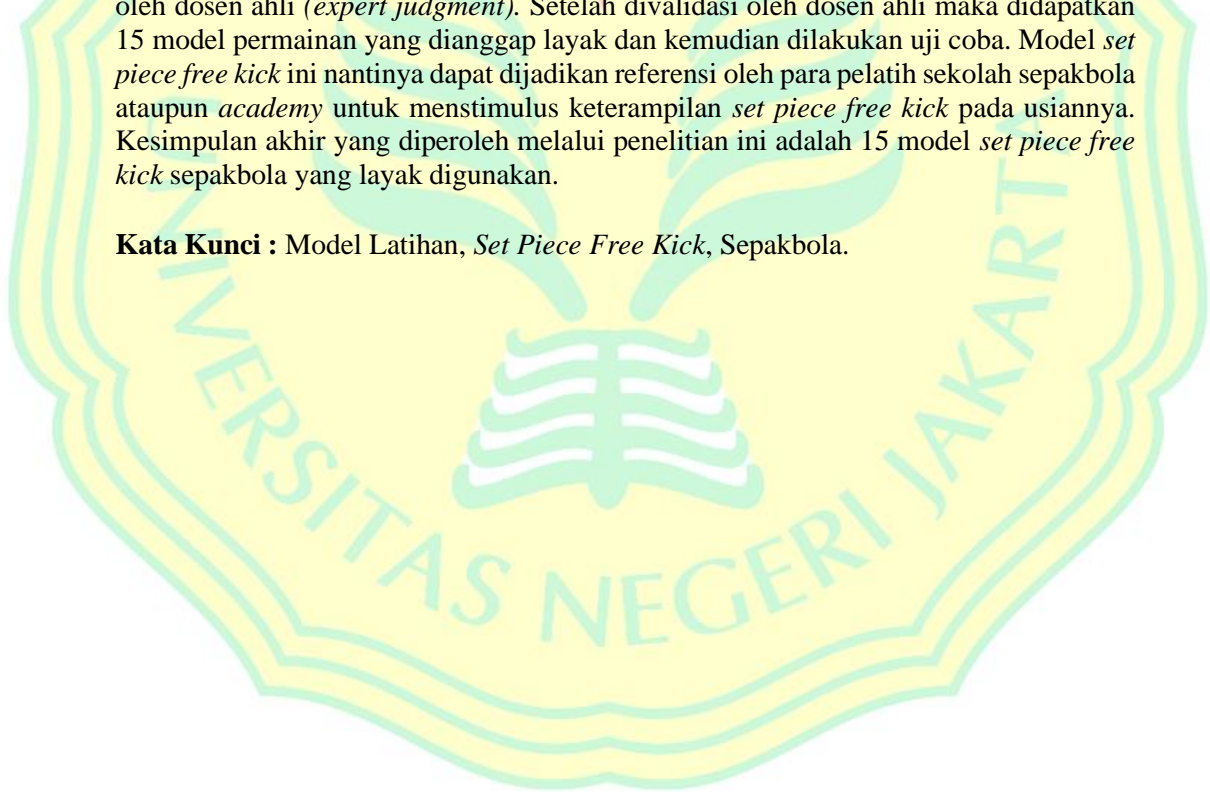 oleh dosen ahli (expert judgment). Setelah divalidasi oleh dosen ahli maka didapatkan
15 model permainan yang dianggap layak dan kemudian dilakukan uji coba. Model set
piece free kick ini nantinya dapat dijadikan referensi oleh para pelatih sekolah sepakbola
ataupun academy untuk menstimulus keterampilan set piece free kick pada usiannya.
Kesimpulan akhir yang diperoleh melalui penelitian ini adalah 15 model set piece free
kick sepakbola yang layak digunakan.
Kata Kunci : Model Latihan, Set Piece Free Kick, Sepakbola.
NIVERSITAS NEGERI JAKARTA